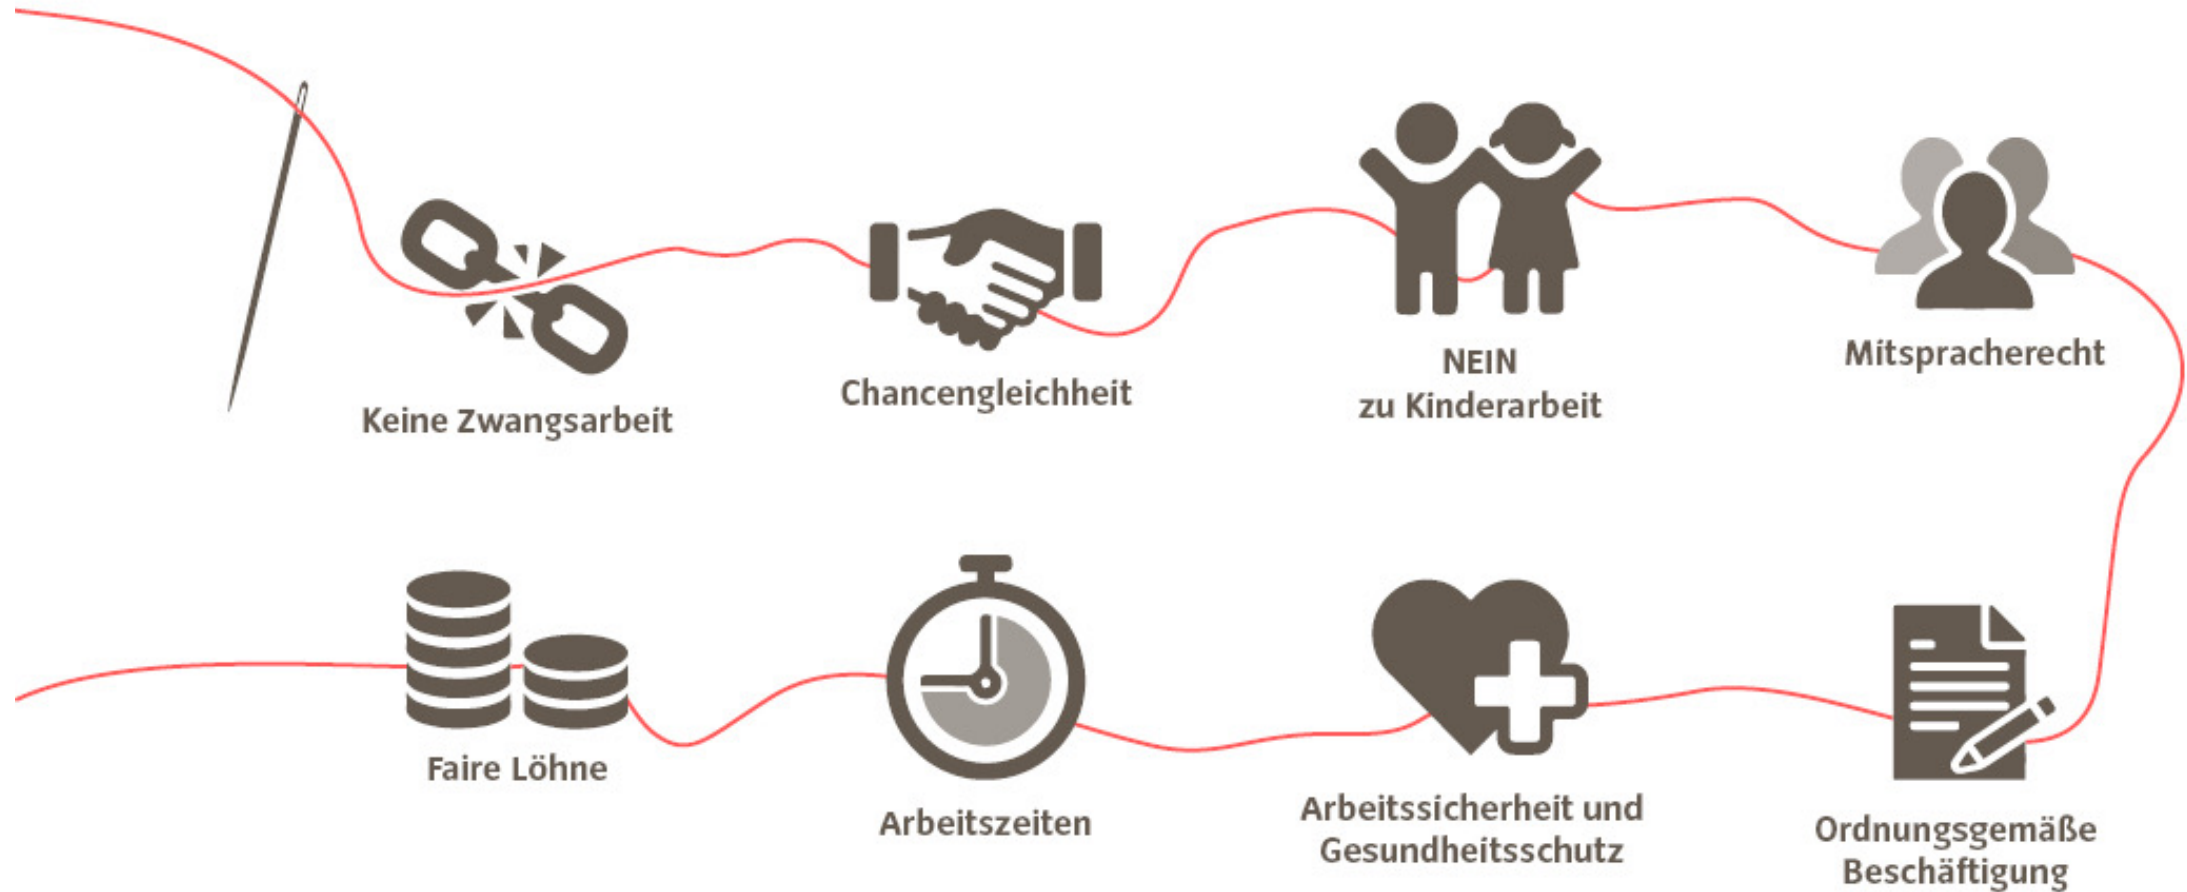 Keine Zwangsarbeit
Chancengleichheit
NEIN
zu Kinderarbeit
Mitspracherecht
Faire Löhne
Arbeitszeiten
Arbeitssicherheit und
Gesundheitsschutz
Ordnungsgemäße
Beschäftigung